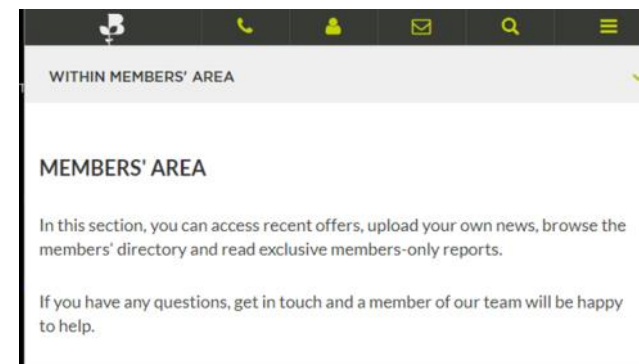 WITHIN MEMBERS' AREA
MEMBERS' AREA
In this section, you can access recent offers, upload your own news, browse the
members' directory and read exclusive members-only reports.
If you have any questions, get in touch and a member of our team will be happy
to help.